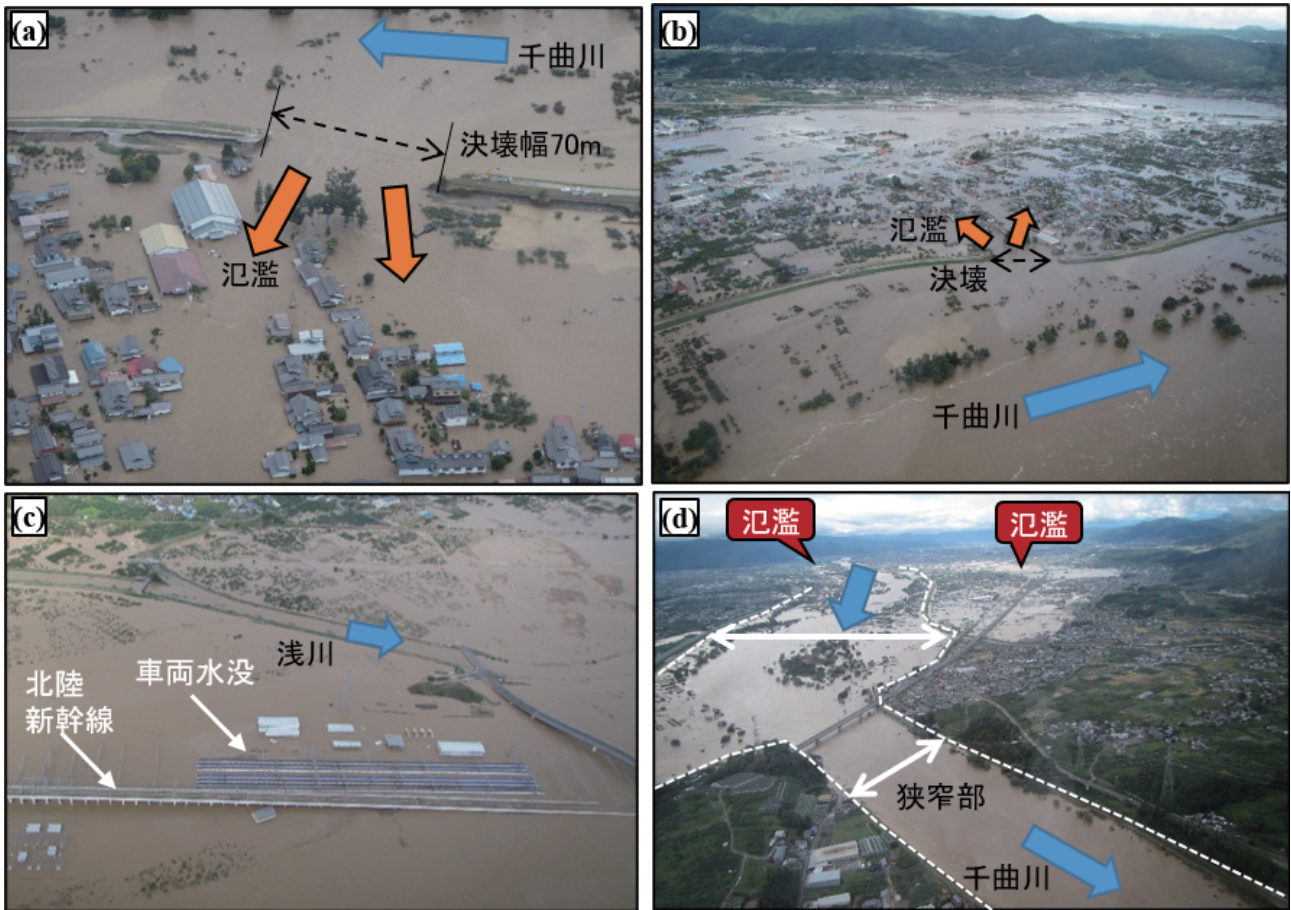 (a)
千曲川
決壊幅70m
氾濫
(b)
氾濫
決壊
千曲川
(c)
浅川
車両水没
北陸
新幹線
(d)
氾濫
氾濫
狭窄部
千曲川